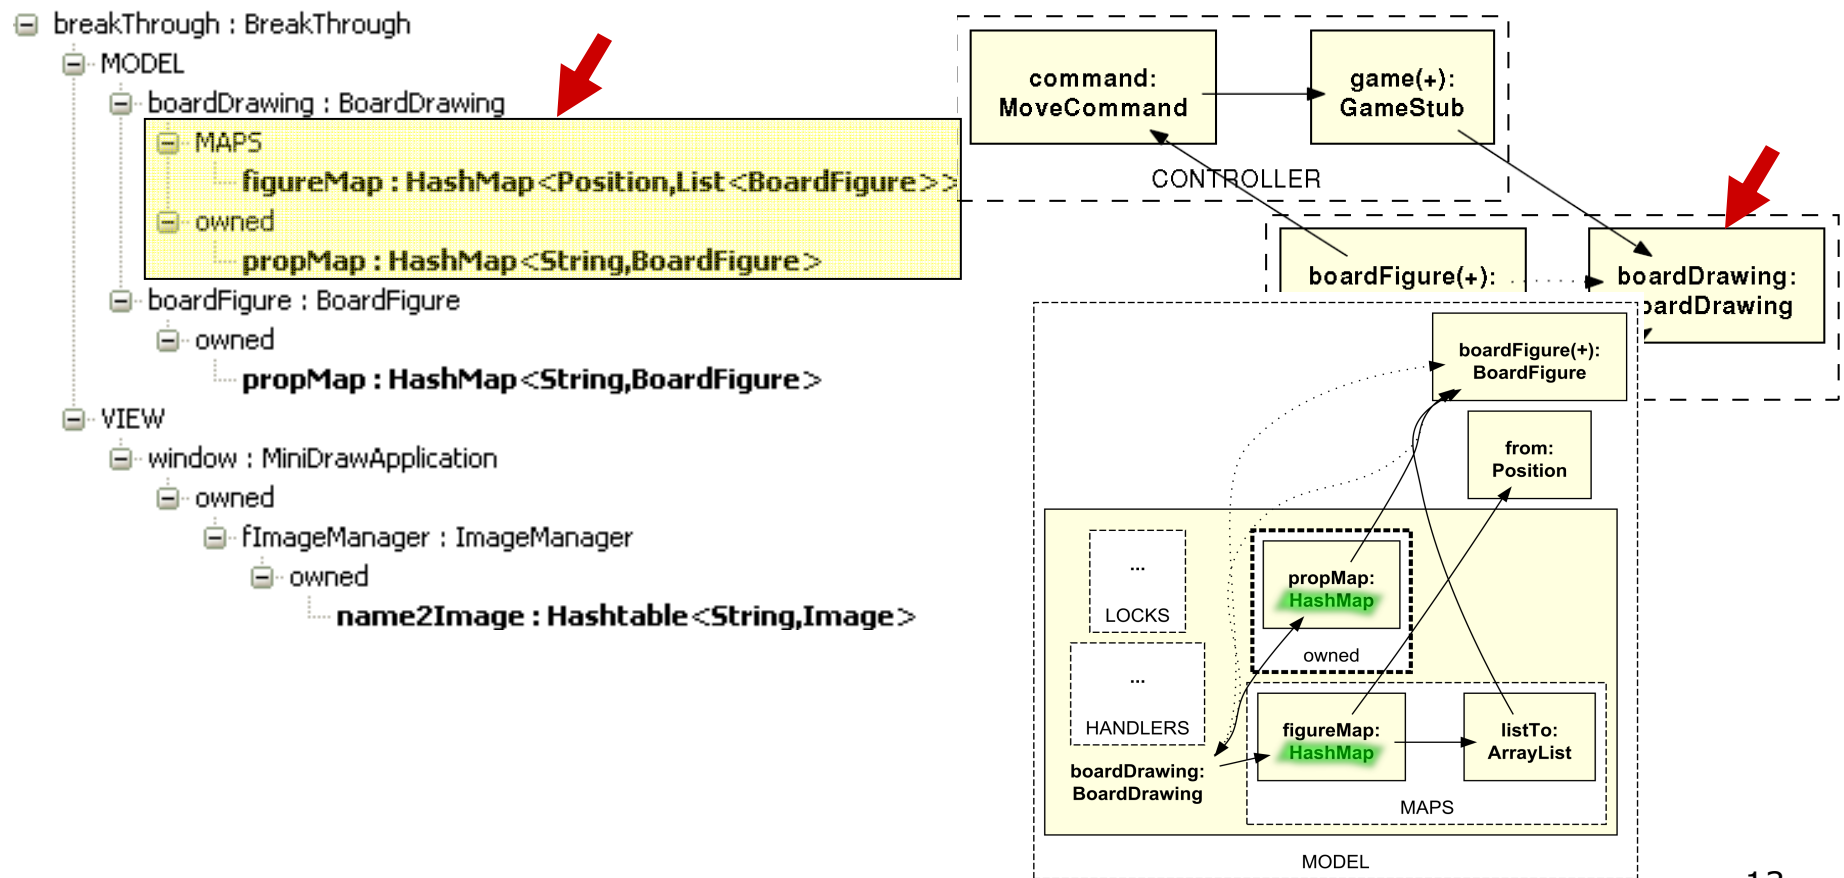 breakThrough : BreakThrough
MODEL
boardDrawing : BoardDrawing
MAPS
figureMap : HashMap<Position,List<BoardFigure>>
owned
propMap : HashMap<String,BoardFigure>
boardFigure : BoardFigure
owned
propMap : HashMap<String,BoardFigure>
VIEW
window : MiniDrawApplication
owned
fImageManager : ImageManager
owned
name2Image : Hashtable<String,Image>
command:
MoveCommand
game(+):
GameStub
CONTROLLER
boardFigure(+):
boardDrawing:
oardDrawing
boardFigure(+):
BoardFigure
from:
Position
...
LOCKS
propMap:
HashMap
owned
...
HANDLERS
figureMap:
HashMap
listTo:
ArrayList
boardDrawing:
BoardDrawing
MAPS
MODEL